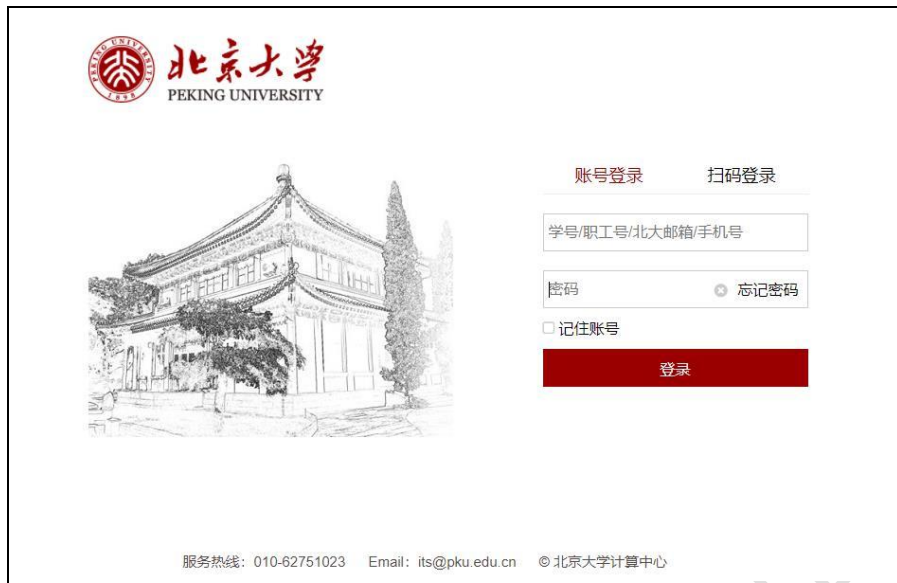 PEKING UNIVERSITY
1898
北京大学
PEKING UNIVERSITY
账号登录 扫码登录
学号/职工号/北大邮箱/手机号
密码 忘记密码
记住账号
登录
服务热线：010-62751023 Email：its@pku.edu.cn © 北京大学计算中心